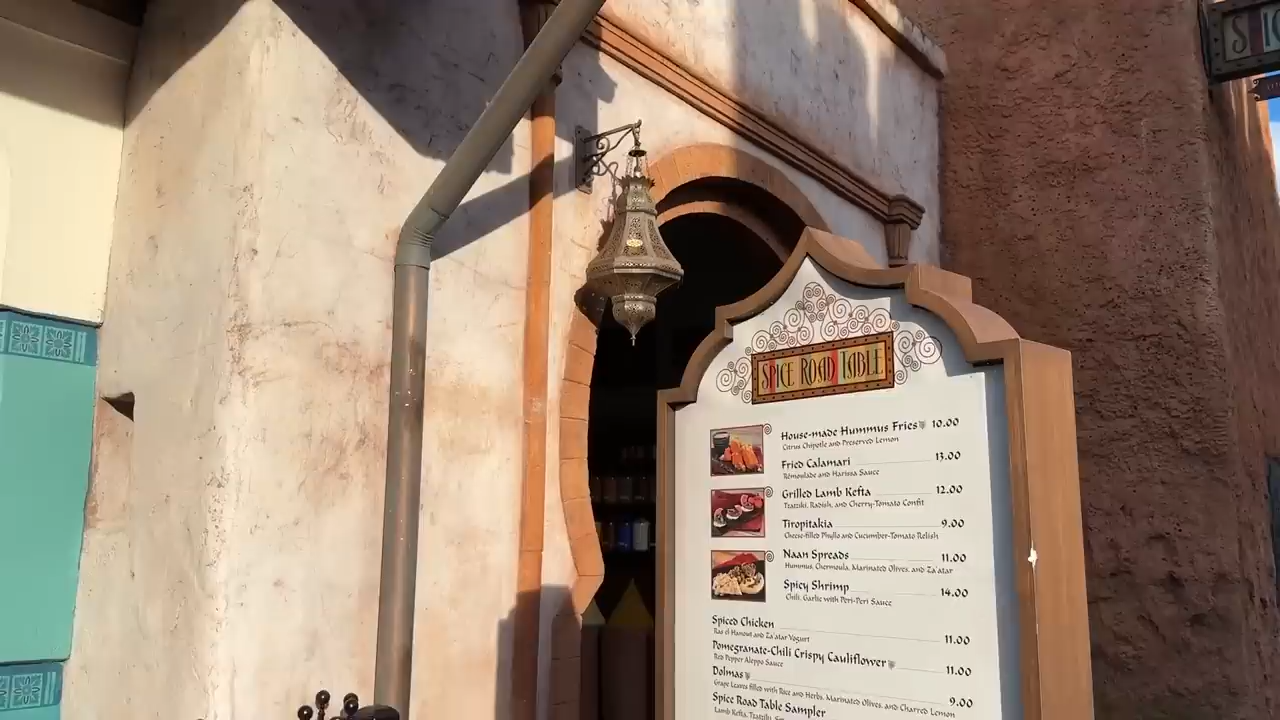 SPICE ROAD TABLE
House-made Hummus Fries 10.00
Citrus Chipotle and Preserved Lemon
Fried Calamari 13.00
Rémoulade and Harissa Sauce
Grilled Lamb Kefta 12.00
Tzatziki, Radish, and Cherry-Tomato Confit
Tiropitakia 9.00
Cheese-filled Phyllo and Cucumber-Tomato Relish
Naan Spreads 11.00
Hummus, Chermoula, Marinated Olives, and Za'atar
Spicy Shrimp 14.00
Chili, Garlic with Peri-Peri Sauce
Spiced Chicken 11.00
Ras el Hanout and Za'atar Yogurt
Pomegranate-Chili Crispy Cauliflower 11.00
Red Pepper Aleppo Sauce
Dolmas 9.00
Grape Leaves filled with Rice and Herbs, Marinated Olives, and Charred Lemon
Spice Road Table Sampler
Lamb Kefta, Tzatziki,